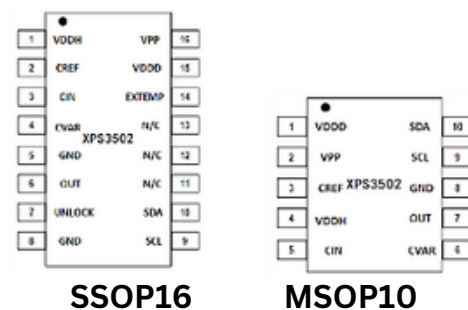 1 VDDH VPP 16
2 CREF VDDD 15
3 CIN EXTEMP 14
4 CVAR N/C 13
XPS3502
5 GND N/C 12
6 OUT N/C 11
7 UNLOCK SDA 10
8 GND SCL 9
SSOP16
1 VDDD SDA 10
2 VPP SCL 9
3 CREF XPS3502 GND 8
4 VDDH OUT 7
5 CIN CVAR 6
MSOP10